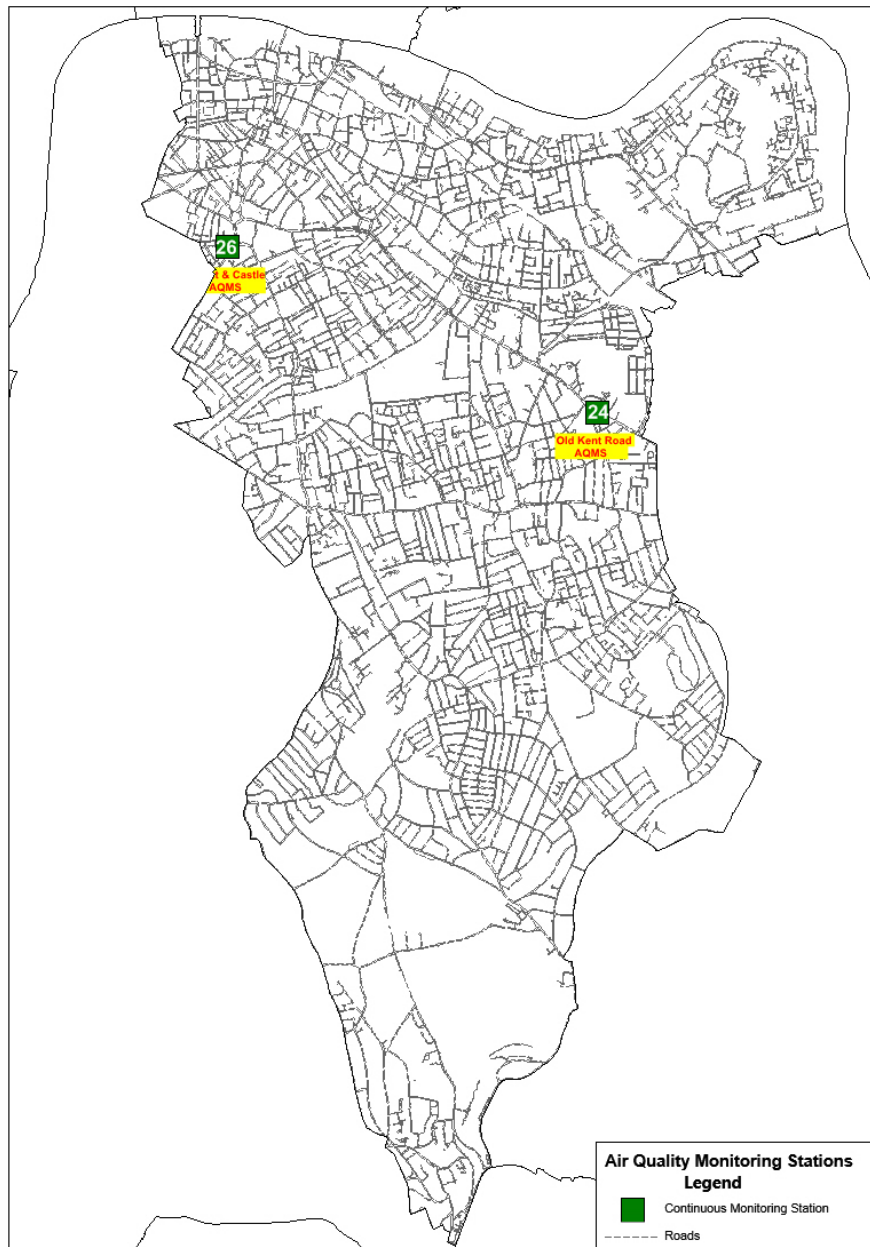 26
t & Castle
AQMS
24
Old Kent Road
AQMS
Air Quality Monitoring Stations
Legend
Continuous Monitoring Station
Roads